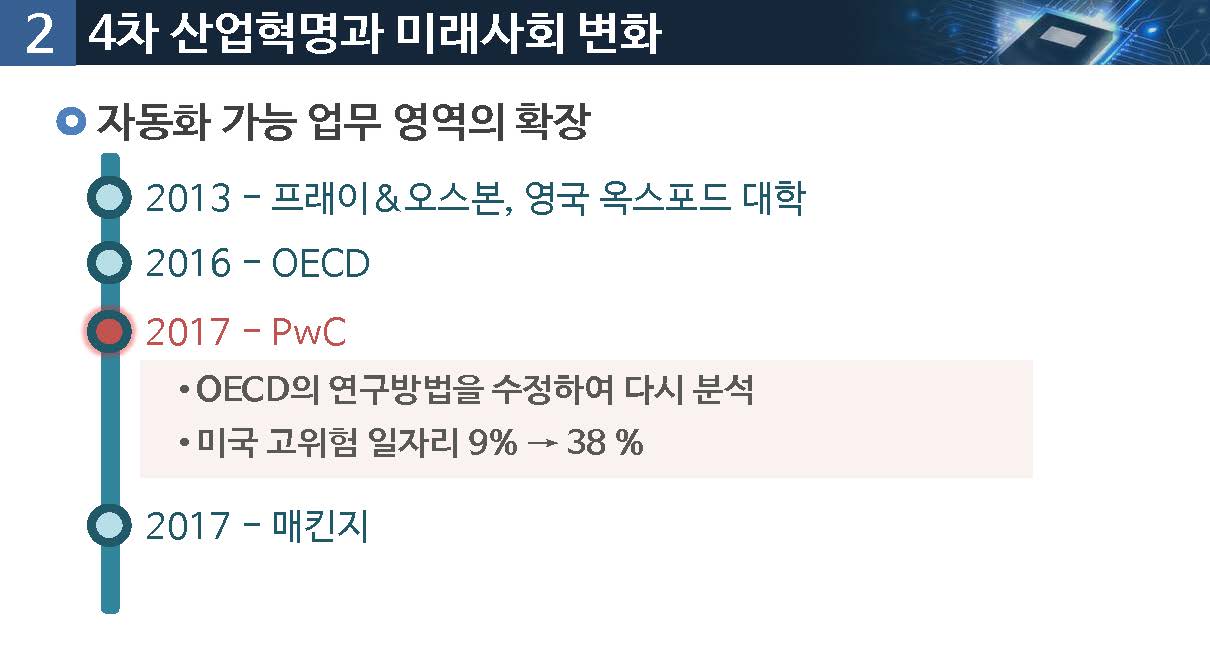 2 4차 산업혁명과 미래사회 변화
자동화 가능 업무 영역의 확장
2013 - 프래이&오스본, 영국 옥스포드 대학
2016 - OECD
2017 - PwC
• OECD의 연구방법을 수정하여 다시 분석
• 미국 고위험 일자리 9% → 38 %
2017 - 매킨지